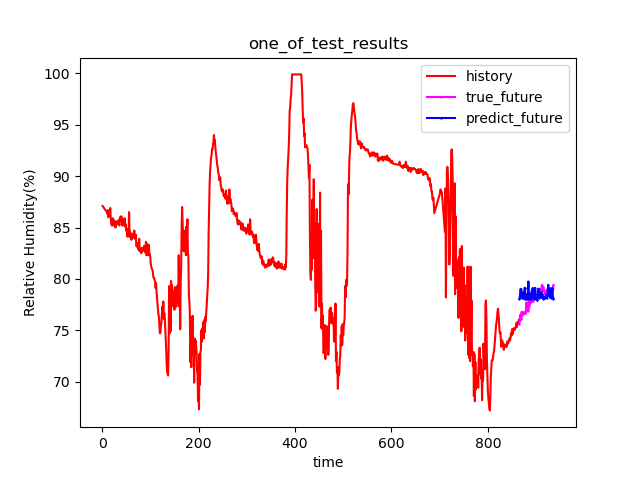 one_of_test_results
history
true_future
predict_future
100
95
90
85
80
75
70
Relative Humidity(%)
0
200
400
600
800
time